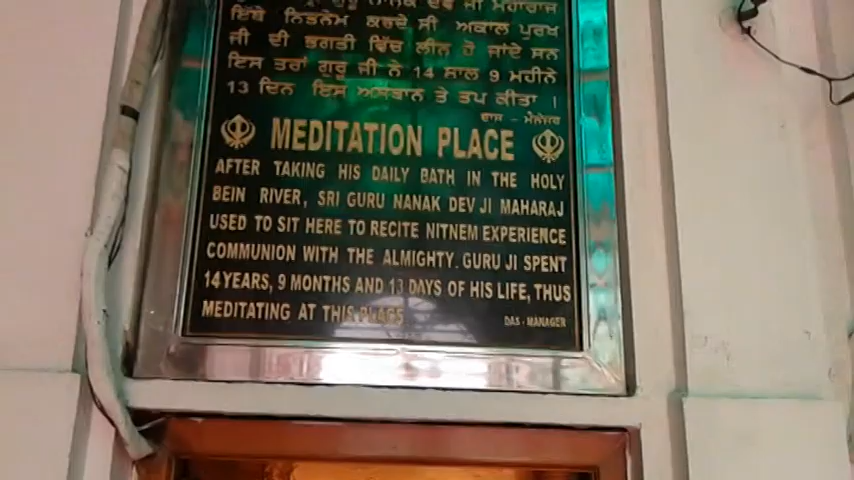 ਇੱਥੇ ਨਿਤਨੇਮ ਕਰਕੇ ਸ੍ਰੀ ਅਕਾਲ ਪੁਰਖ
ਜੀ ਦੀ ਭਗਤੀ ਵਿੱਚ ਲੀਨ ਹੋ ਜਾਂਦੇ ਸਨ
ਇਸ ਤਰਾਂ ਗੁਰੂ ਜੀ ਨੇ 14 ਸਾਲ 9 ਮਹੀਨੇ
13 ਦਿਨ ਇਸ ਅਸਥਾਨ ਤੇ ਤਪ ਕੀਤਾ ।
ਦਾਸ - ਮੈਨੇਜਰ
MEDITATION PLACE
AFTER TAKING HIS DAILY BATH IN THE HOLY
BEIN RIVER, SRI GURU NANAK DEV JI MAHARAJ
USED TO SIT HERE TO RECITE NITNEM EXPERIENCE
COMMUNION WITH THE ALMIGHTY. GURU JI SPENT
14YEARS 9 MONTHS AND 13 DAYS OF HIS LIFE, THUS
MEDITATING AT THIS PLACE.
DAS - MANAGER